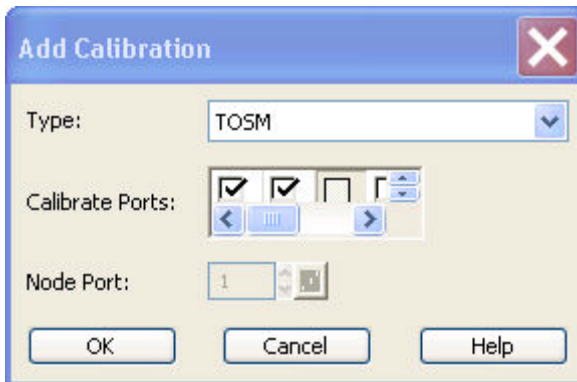 Add Calibration
Type: TOSM
Calibrate Ports:
Node Port: 1
OK Cancel Help